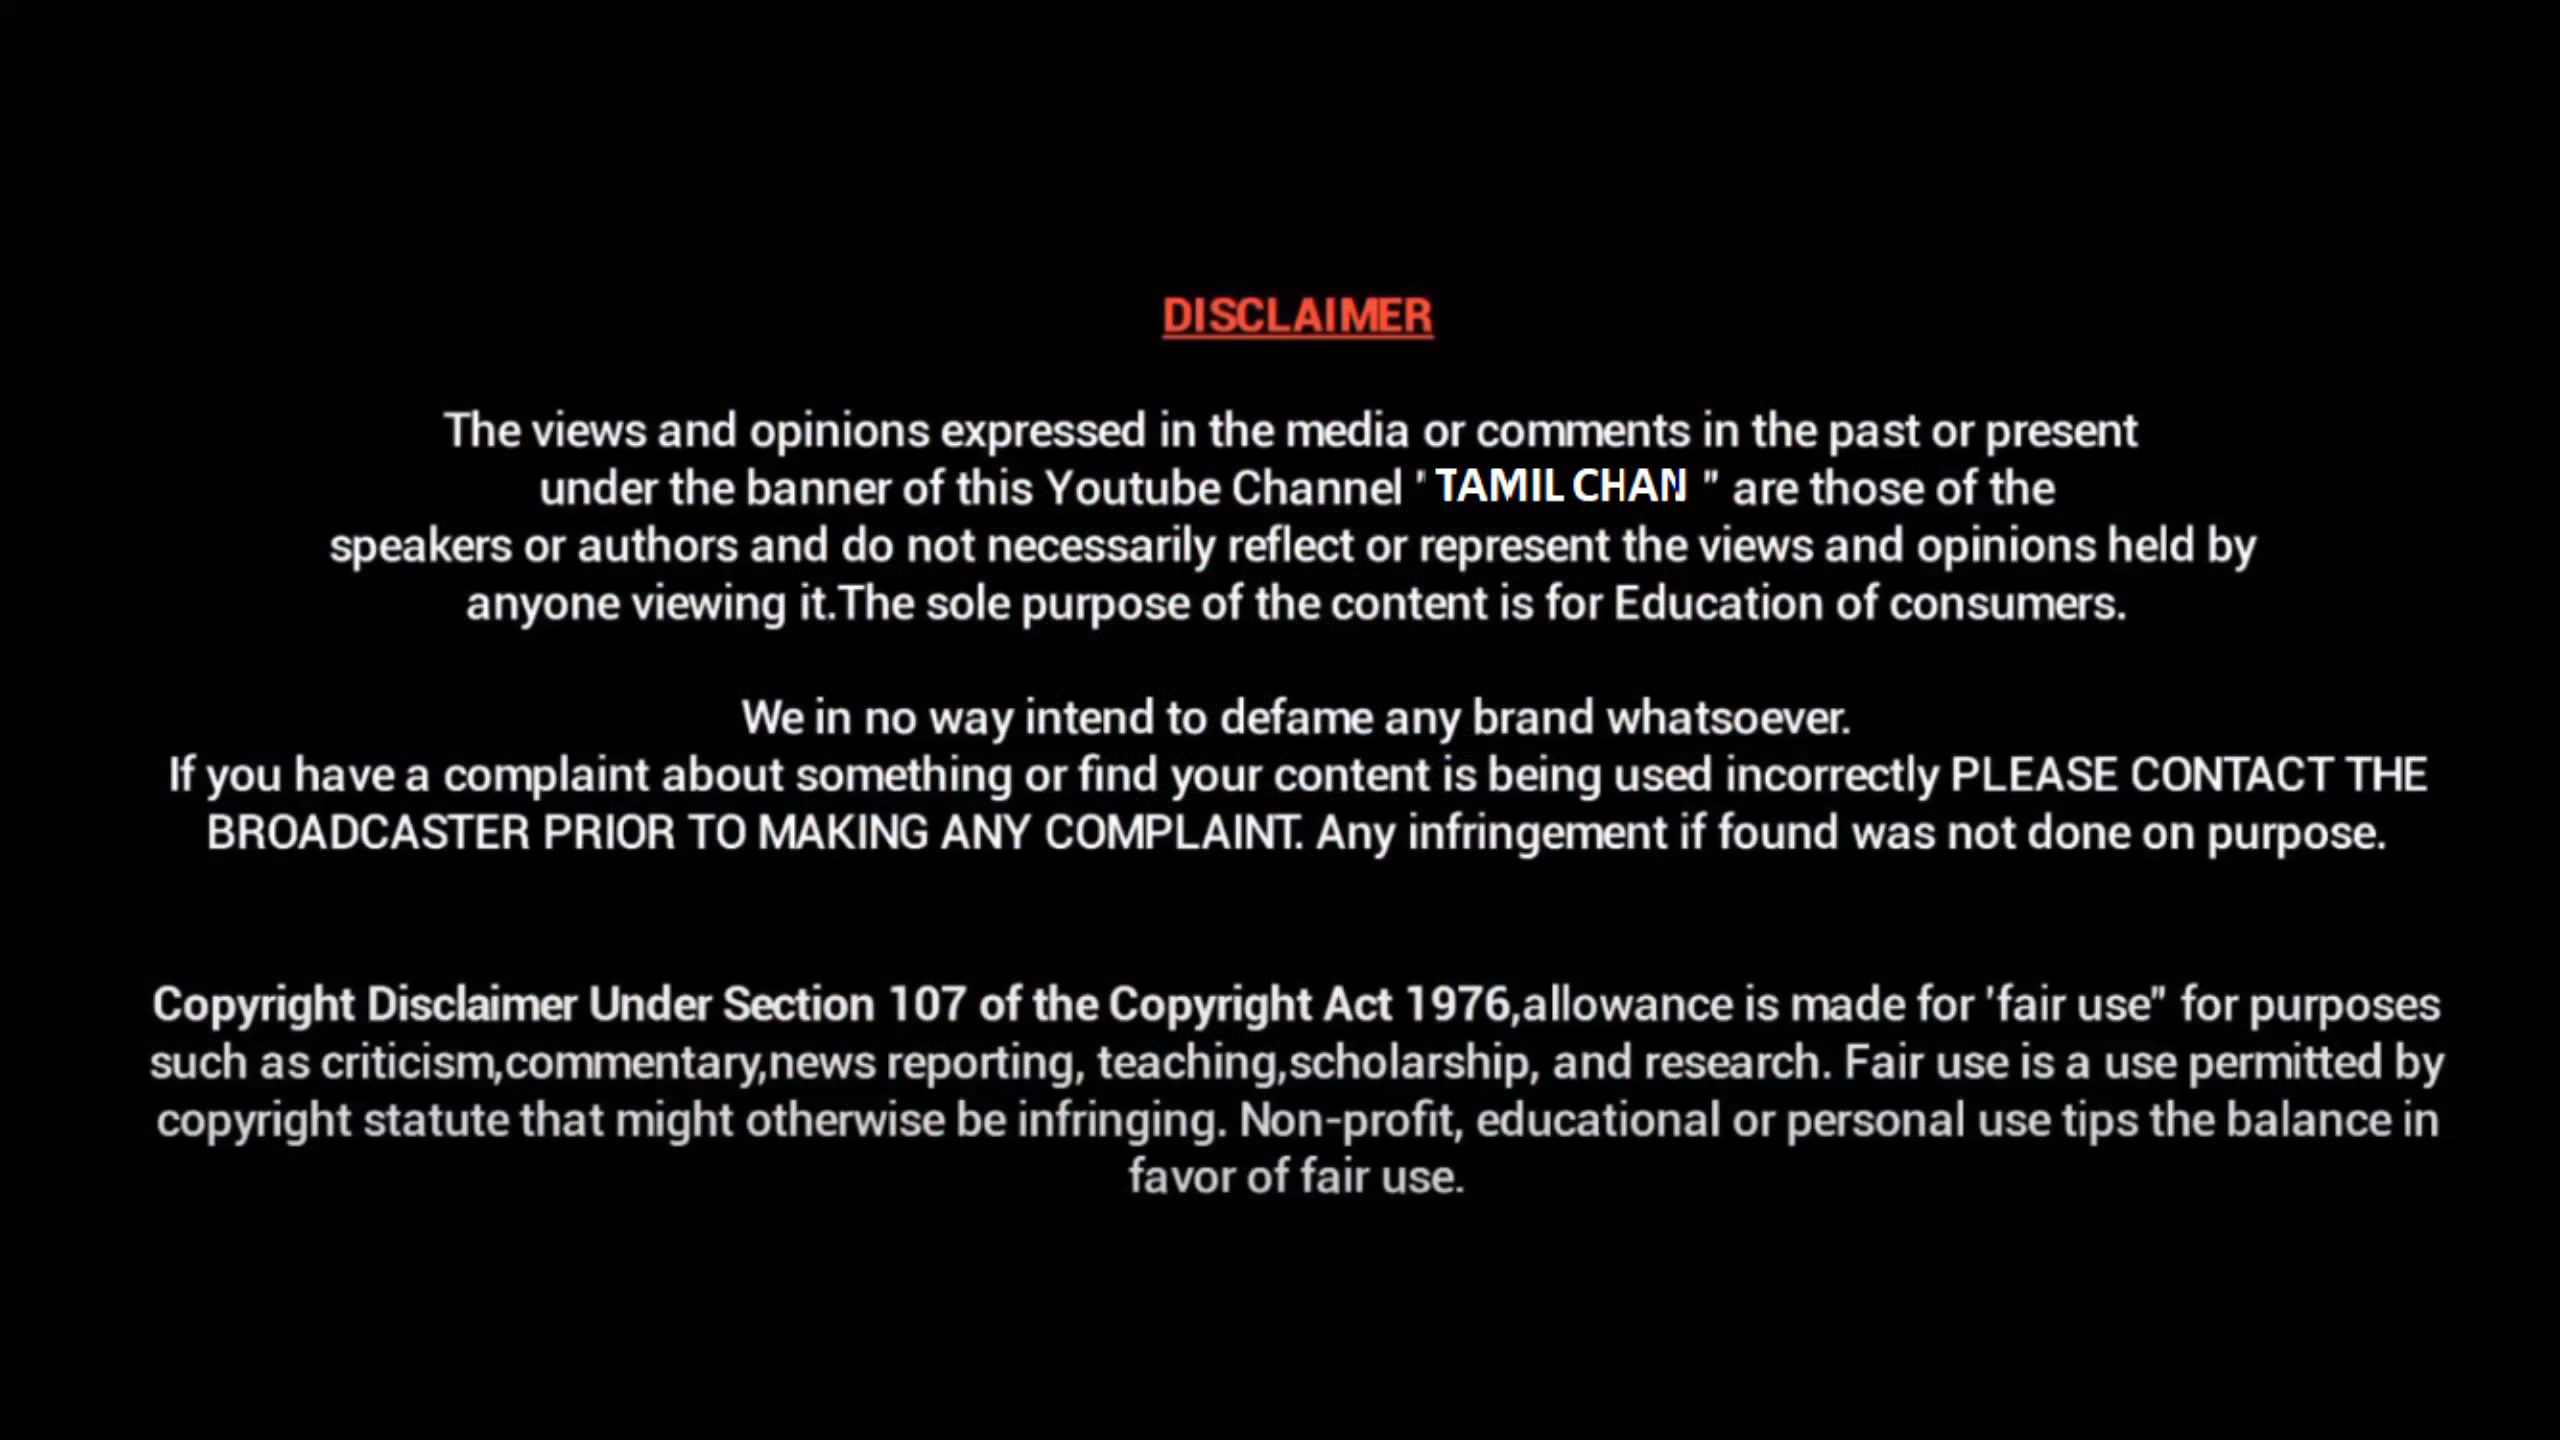 DISCLAIMER
The views and opinions expressed in the media or comments in the past or present
under the banner of this Youtube Channel ' TAMIL CHAN " are those of the
speakers or authors and do not necessarily reflect or represent the views and opinions held by
anyone viewing it.The sole purpose of the content is for Education of consumers.
We in no way intend to defame any brand whatsoever.
If you have a complaint about something or find your content is being used incorrectly PLEASE CONTACT THE
BROADCASTER PRIOR TO MAKING ANY COMPLAINT. Any infringement if found was not done on purpose.
Copyright Disclaimer Under Section 107 of the Copyright Act 1976,allowance is made for 'fair use" for purposes
such as criticism,commentary,news reporting, teaching,scholarship, and research. Fair use is a use permitted by
copyright statute that might otherwise be infringing. Non-profit, educational or personal use tips the balance in
favor of fair use.